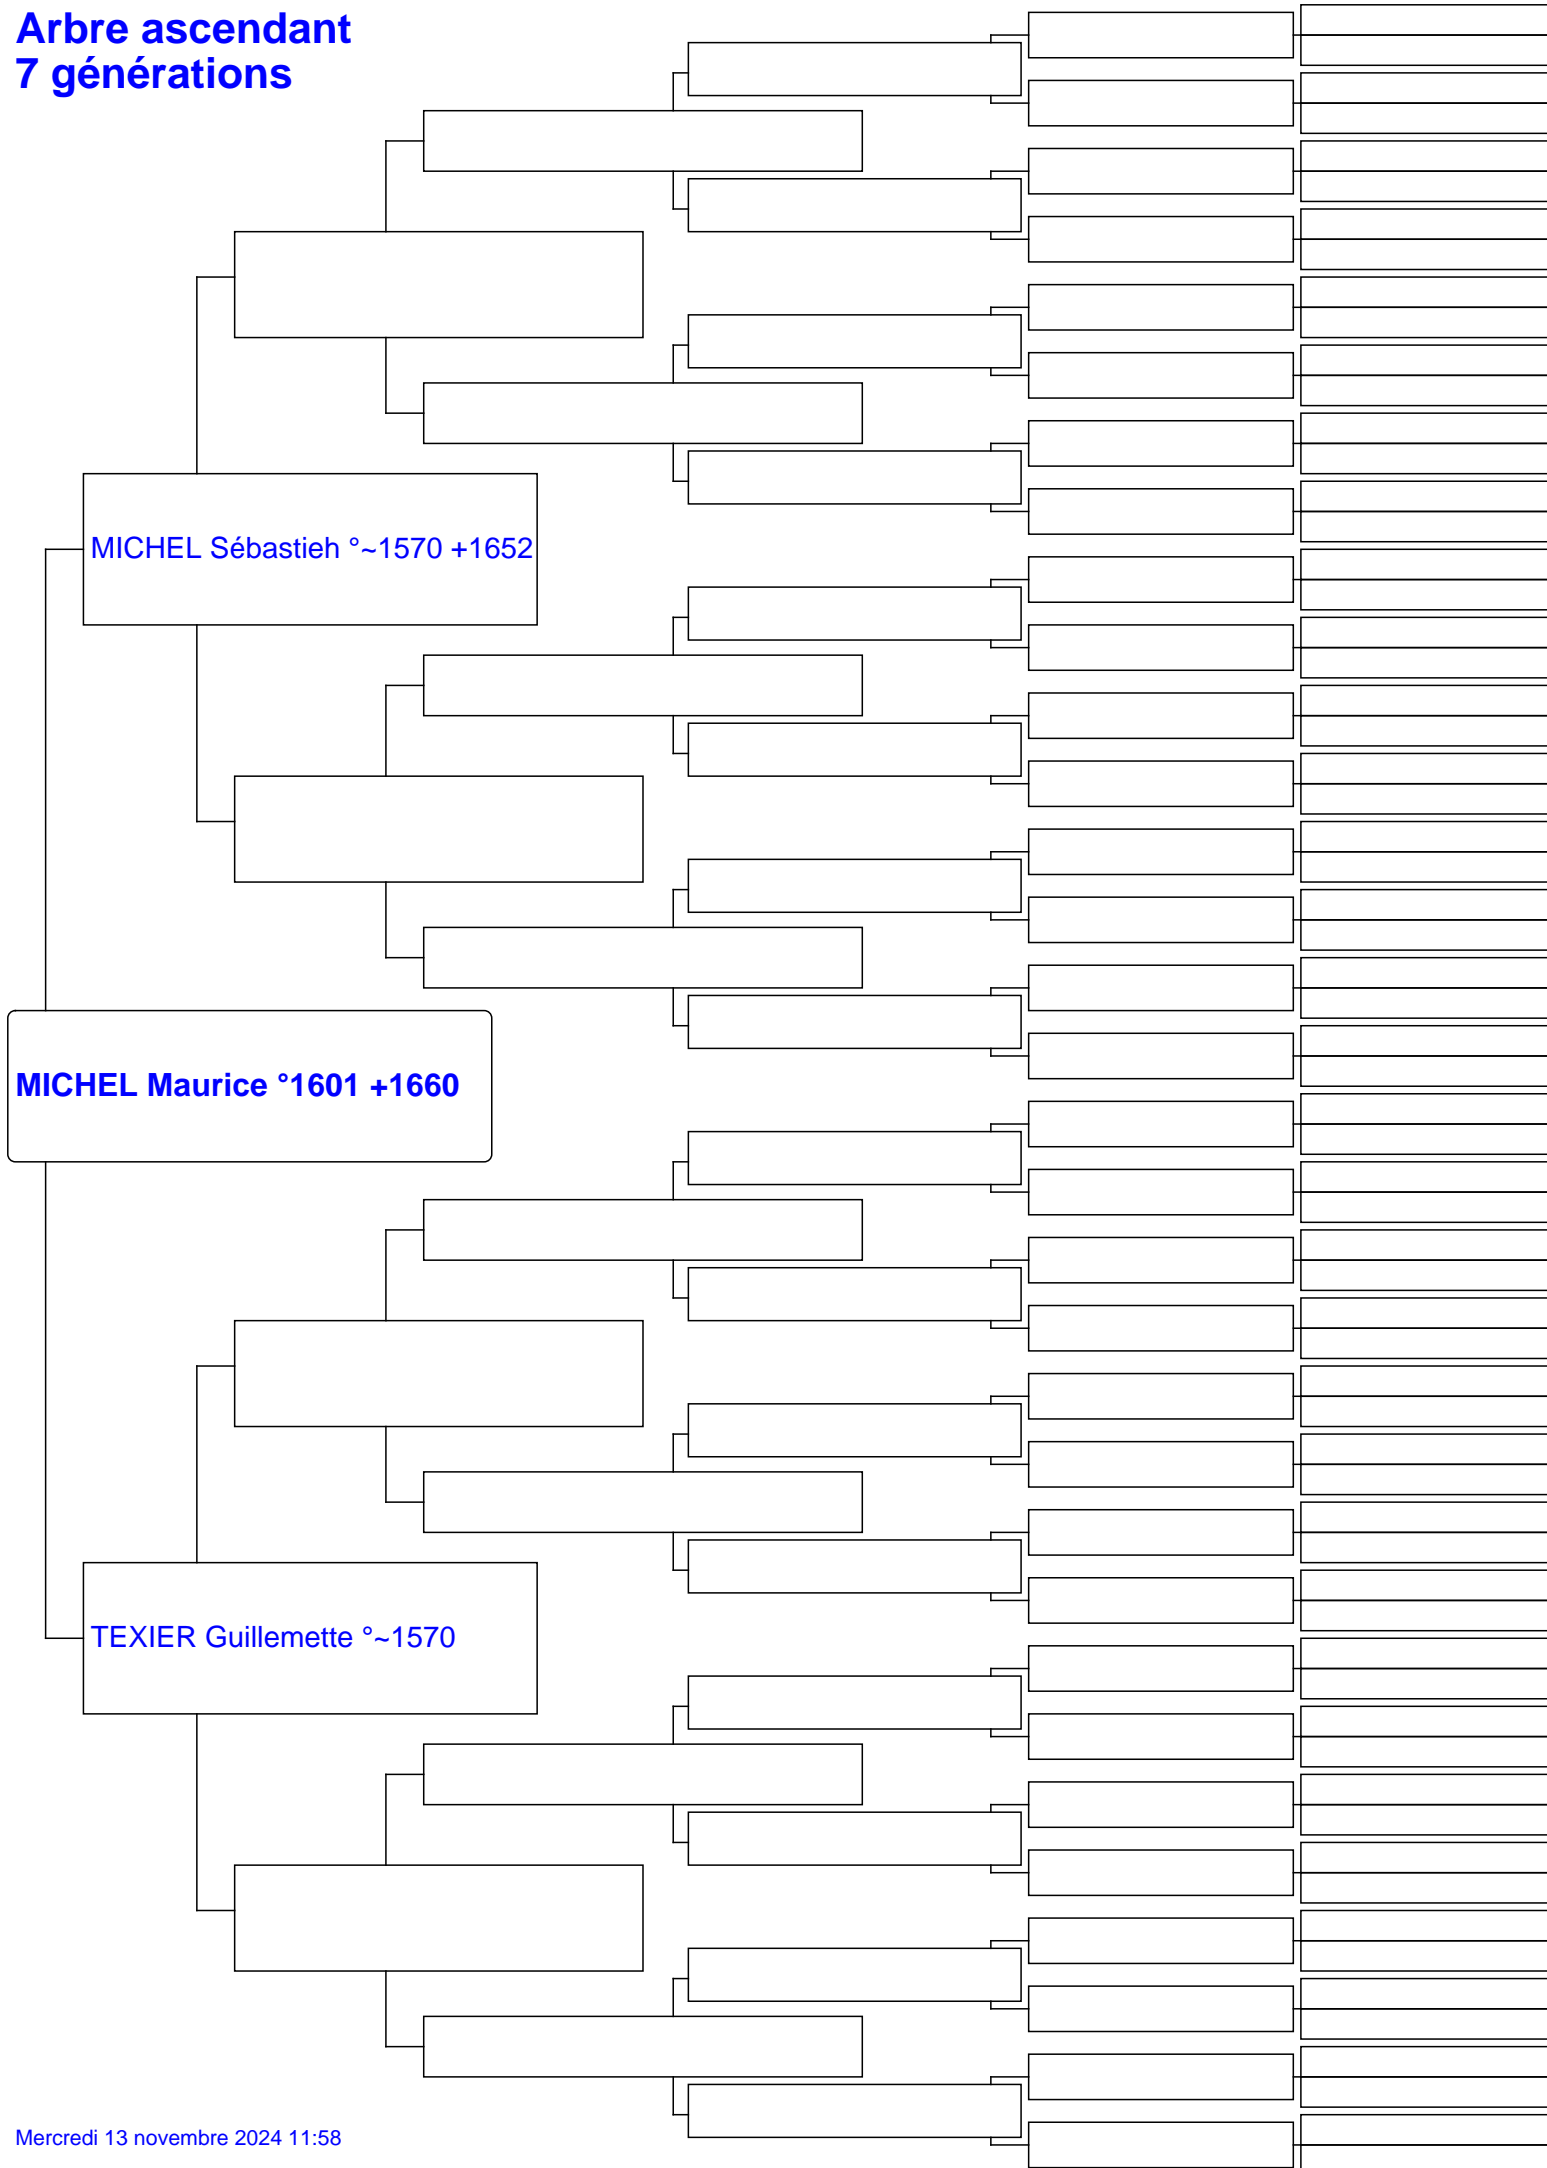 Arbre ascendant
7 générations
MICHEL Sébastieh °~1570 +1652
MICHEL Maurice °1601 +1660
TEXIER Guillemette °~1570
Mercredi 13 novembre 2024 11:58